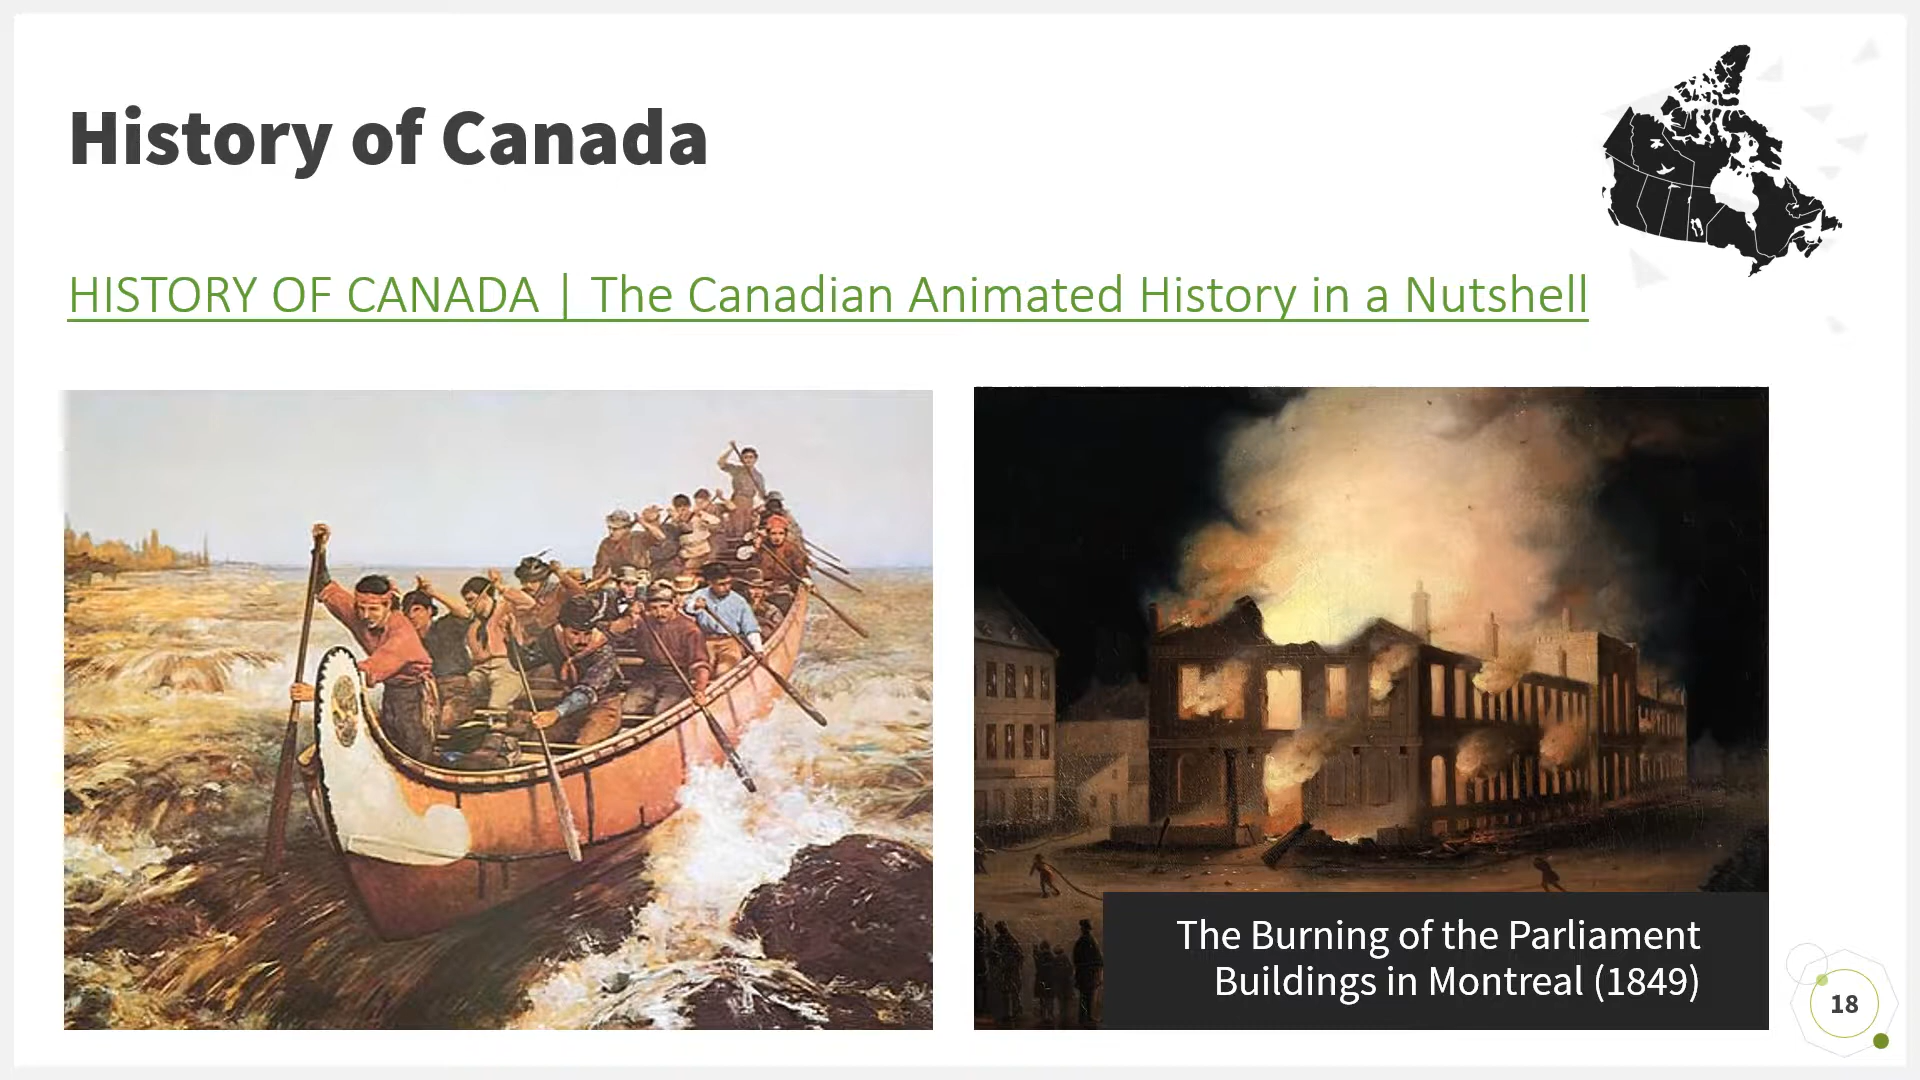 History of Canada
HISTORY OF CANADA | The Canadian Animated History in a Nutshell
The Burning of the Parliament
Buildings in Montreal (1849)
18